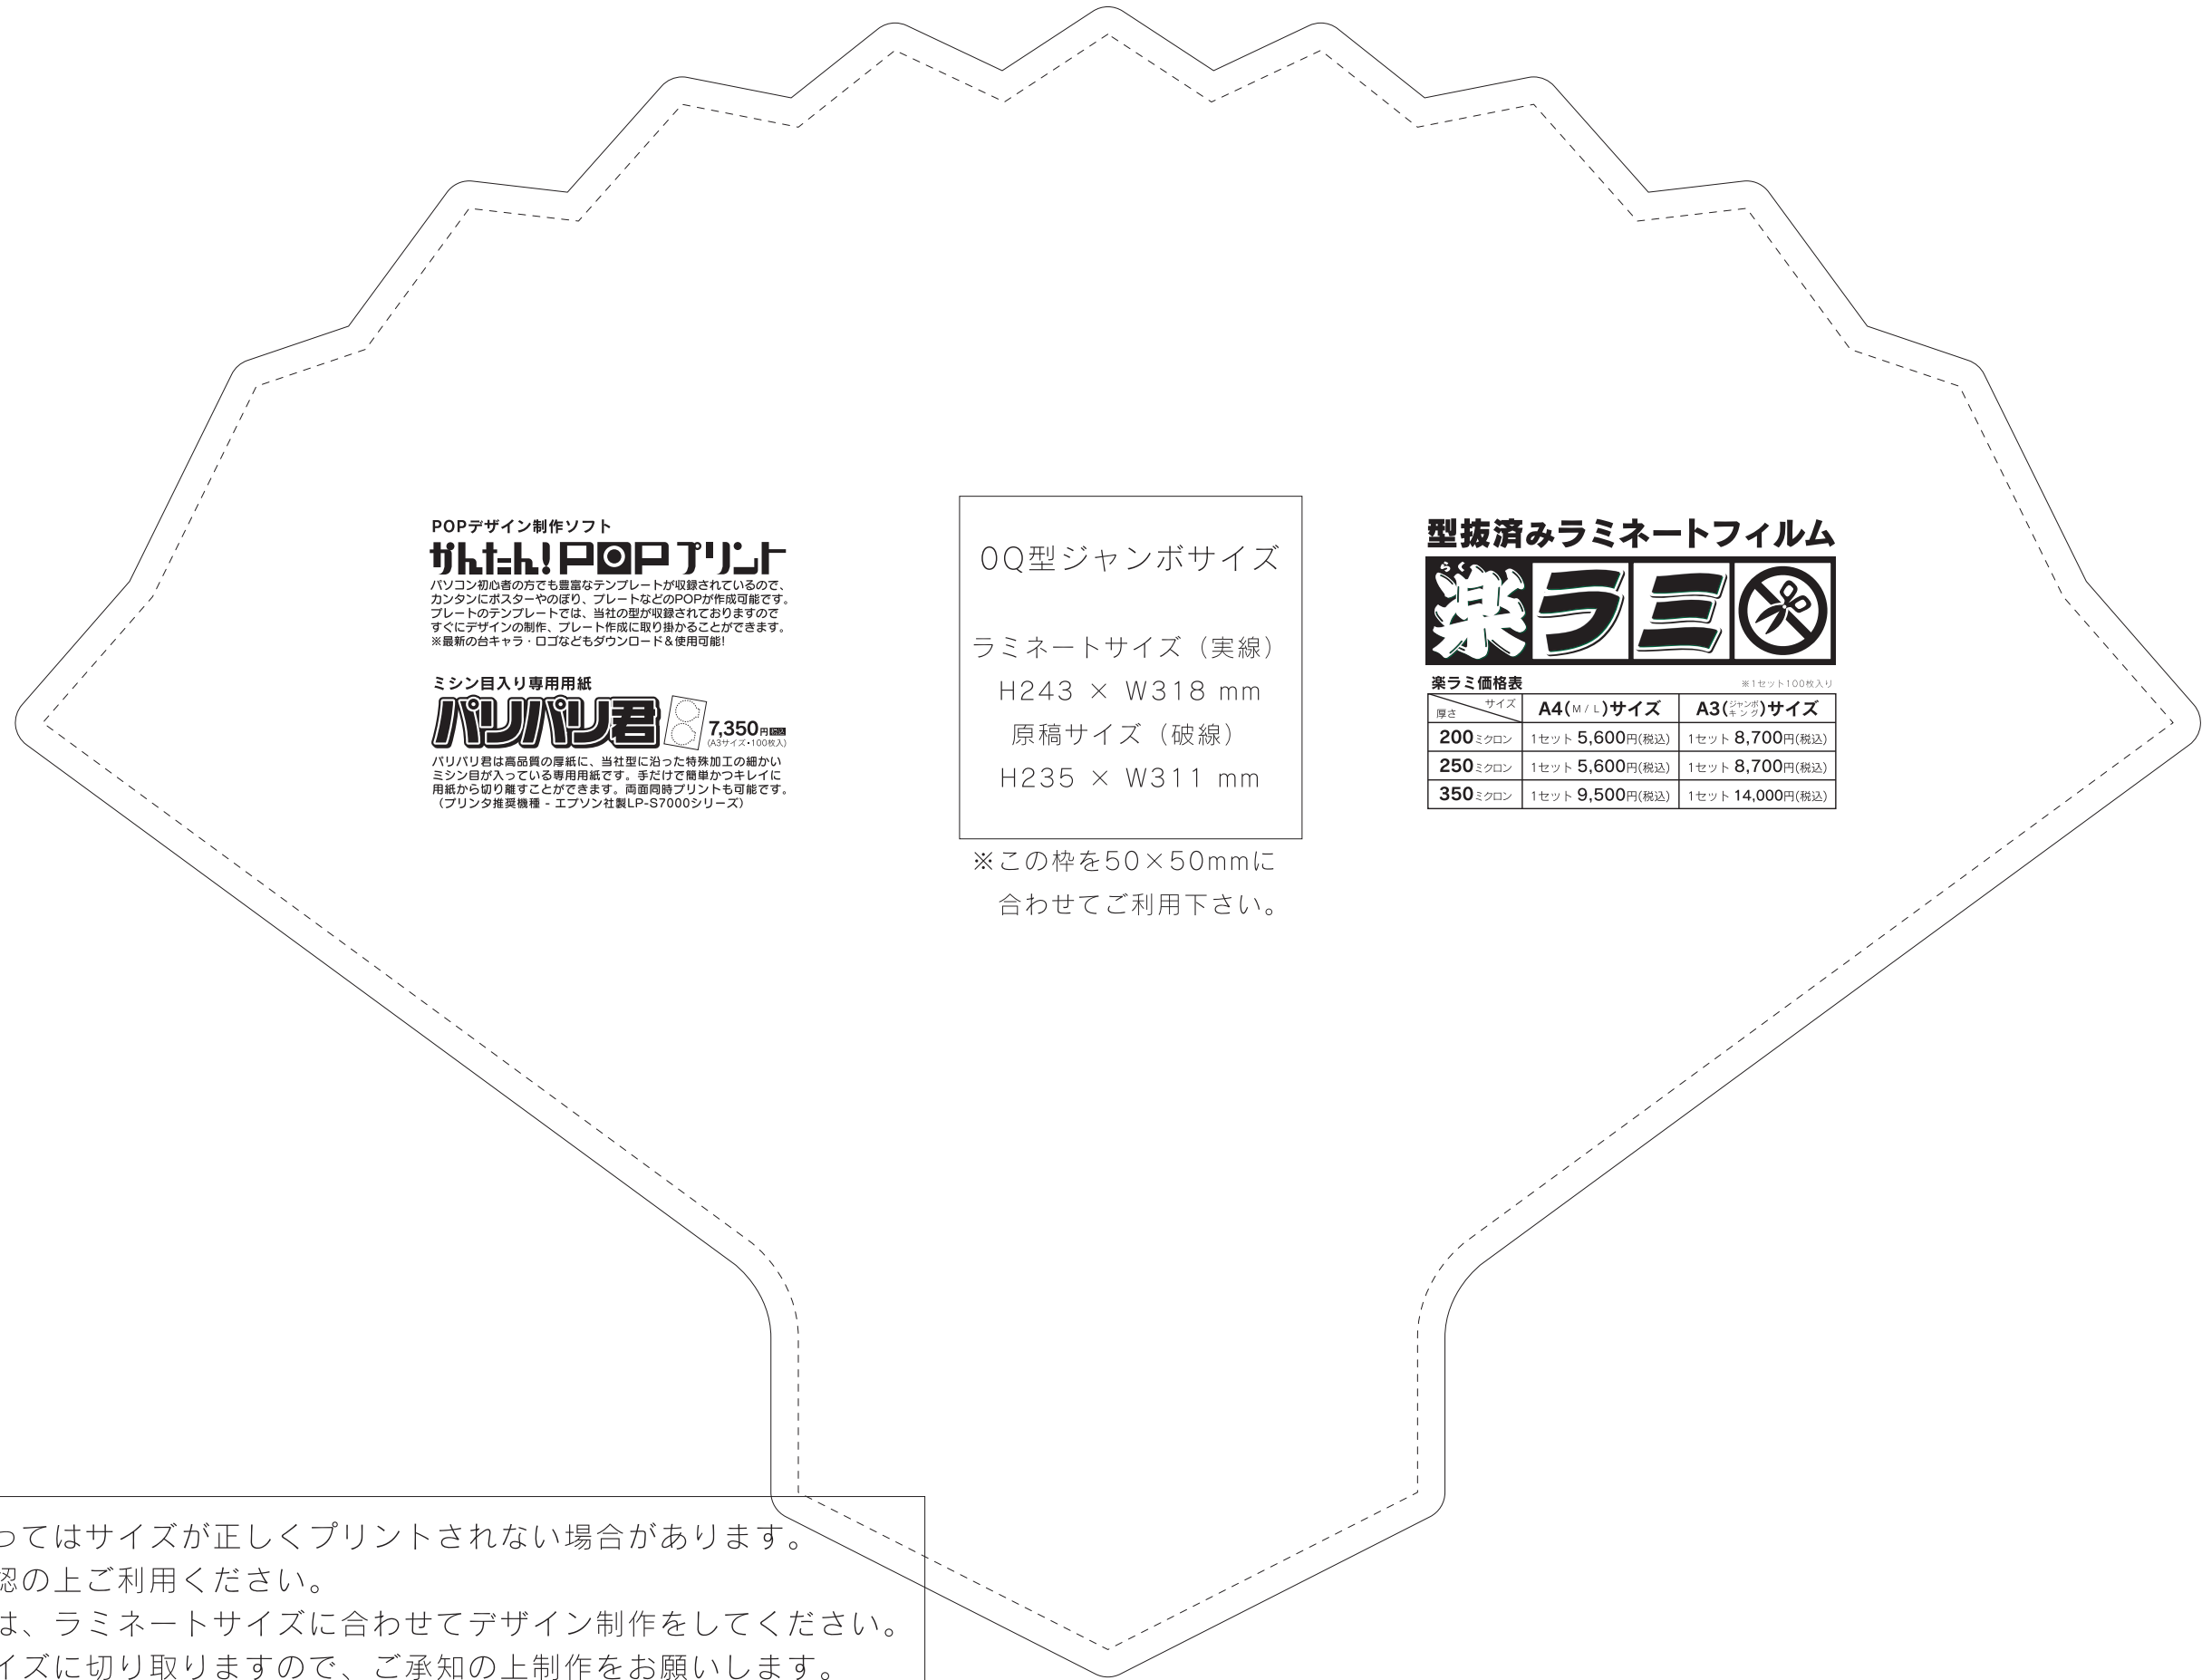 POPデザイン制作ソフト
かんたん!POPプリント
パソコン初心者の方でも豊富なテンプレートが収録されているので、
カンタンにポスターやのぼり、プレートなどのPOPが作成可能です。
プレートのテンプレートでは、当社の型が収録されておりますので
すぐにデザインの制作、プレート作成に取り掛かることができます。
※最新の台キャラ・ロゴなどもダウンロード&使用可能!
ミシン目入り専用用紙
パリパリ君
7,350円税込
(A3サイズ・100枚入)
パリパリ君は高品質の厚紙に、当社型に沿った特殊加工の細かい
ミシン目が入っている専用用紙です。手だけで簡単かつキレイに
用紙から切り離すことができます。両面同時プリントも可能です。
（プリンタ推奨機種 - エプソン社製LP-S7000シリーズ）
OQ型ジャンボサイズ
ラミネートサイズ（実線）
H243 × W318 mm
原稿サイズ（破線）
H235 × W311 mm
※この枠を50×50mmに
合わせてご利用下さい。
型抜済みラミネートフィルム
らく
楽ラミ
楽ラミ価格表
※1セット100枚入り
サイズ
厚さ
A4(M / L)サイズ
A3(ジャンボキング)サイズ
200ミクロン 1セット 5,600円(税込) 1セット 8,700円(税込)
250ミクロン 1セット 5,600円(税込) 1セット 8,700円(税込)
350ミクロン 1セット 9,500円(税込) 1セット 14,000円(税込)
ってはサイズが正しくプリントされない場合があります。
認の上ご利用ください。
は、ラミネートサイズに合わせてデザイン制作をしてください。
イズに切り取りますので、ご承知の上制作をお願いします。